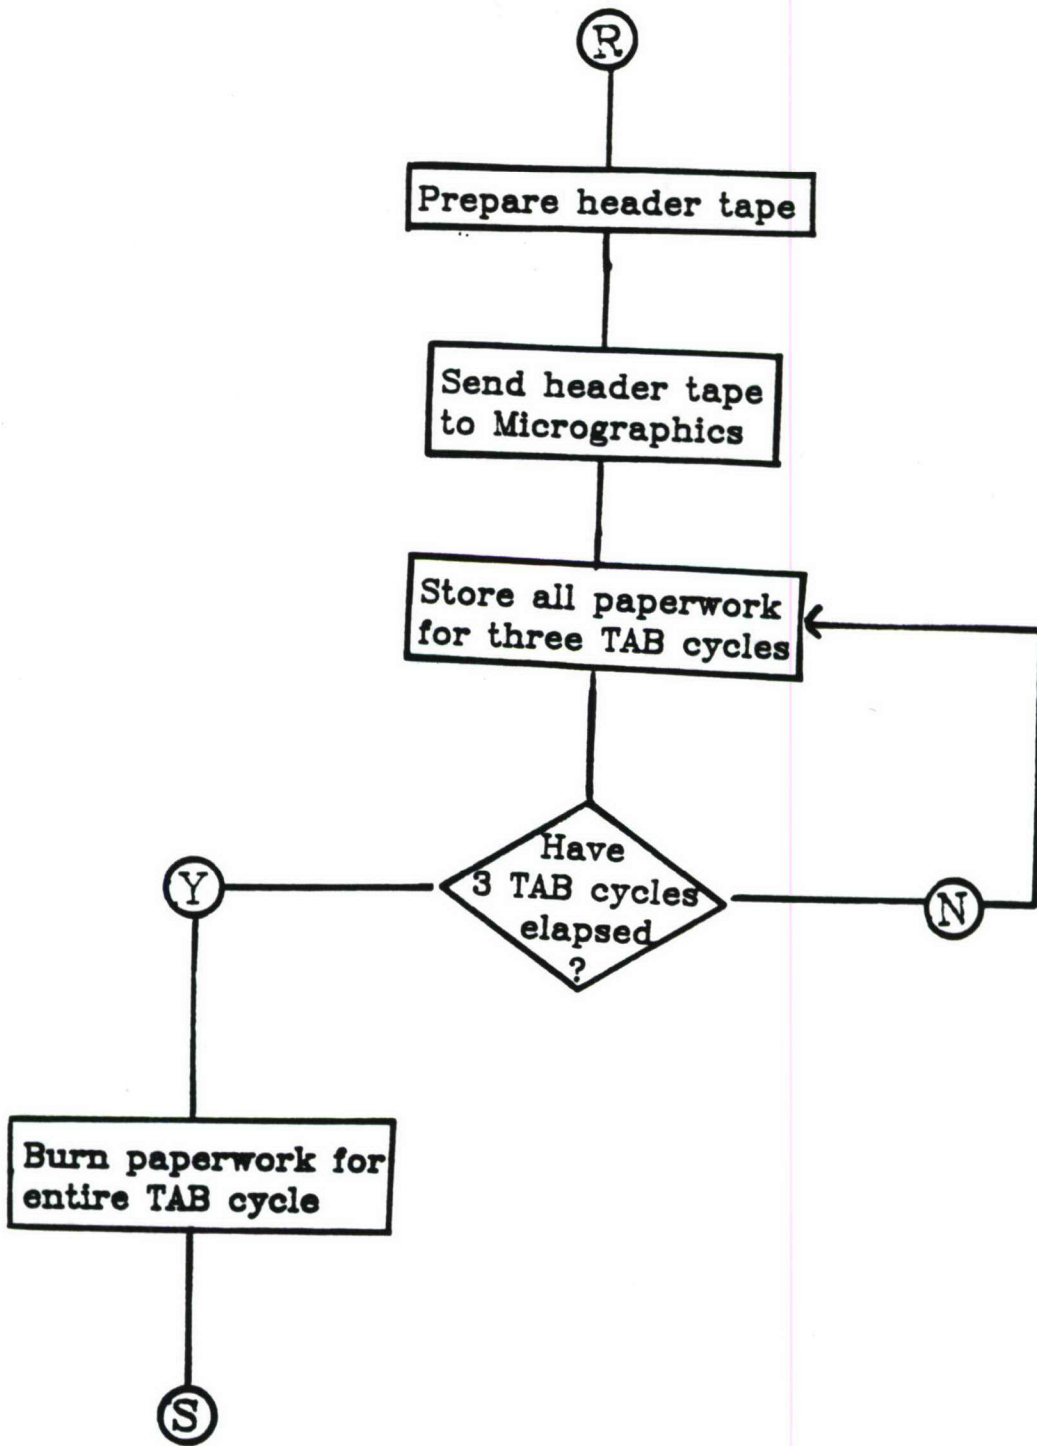 R
Prepare header tape
Send header tape
to Micrographics
Store all paperwork
for three TAB cycles
Have
3 TAB cycles
elapsed
?
Y
N
Burn paperwork for
entire TAB cycle
S